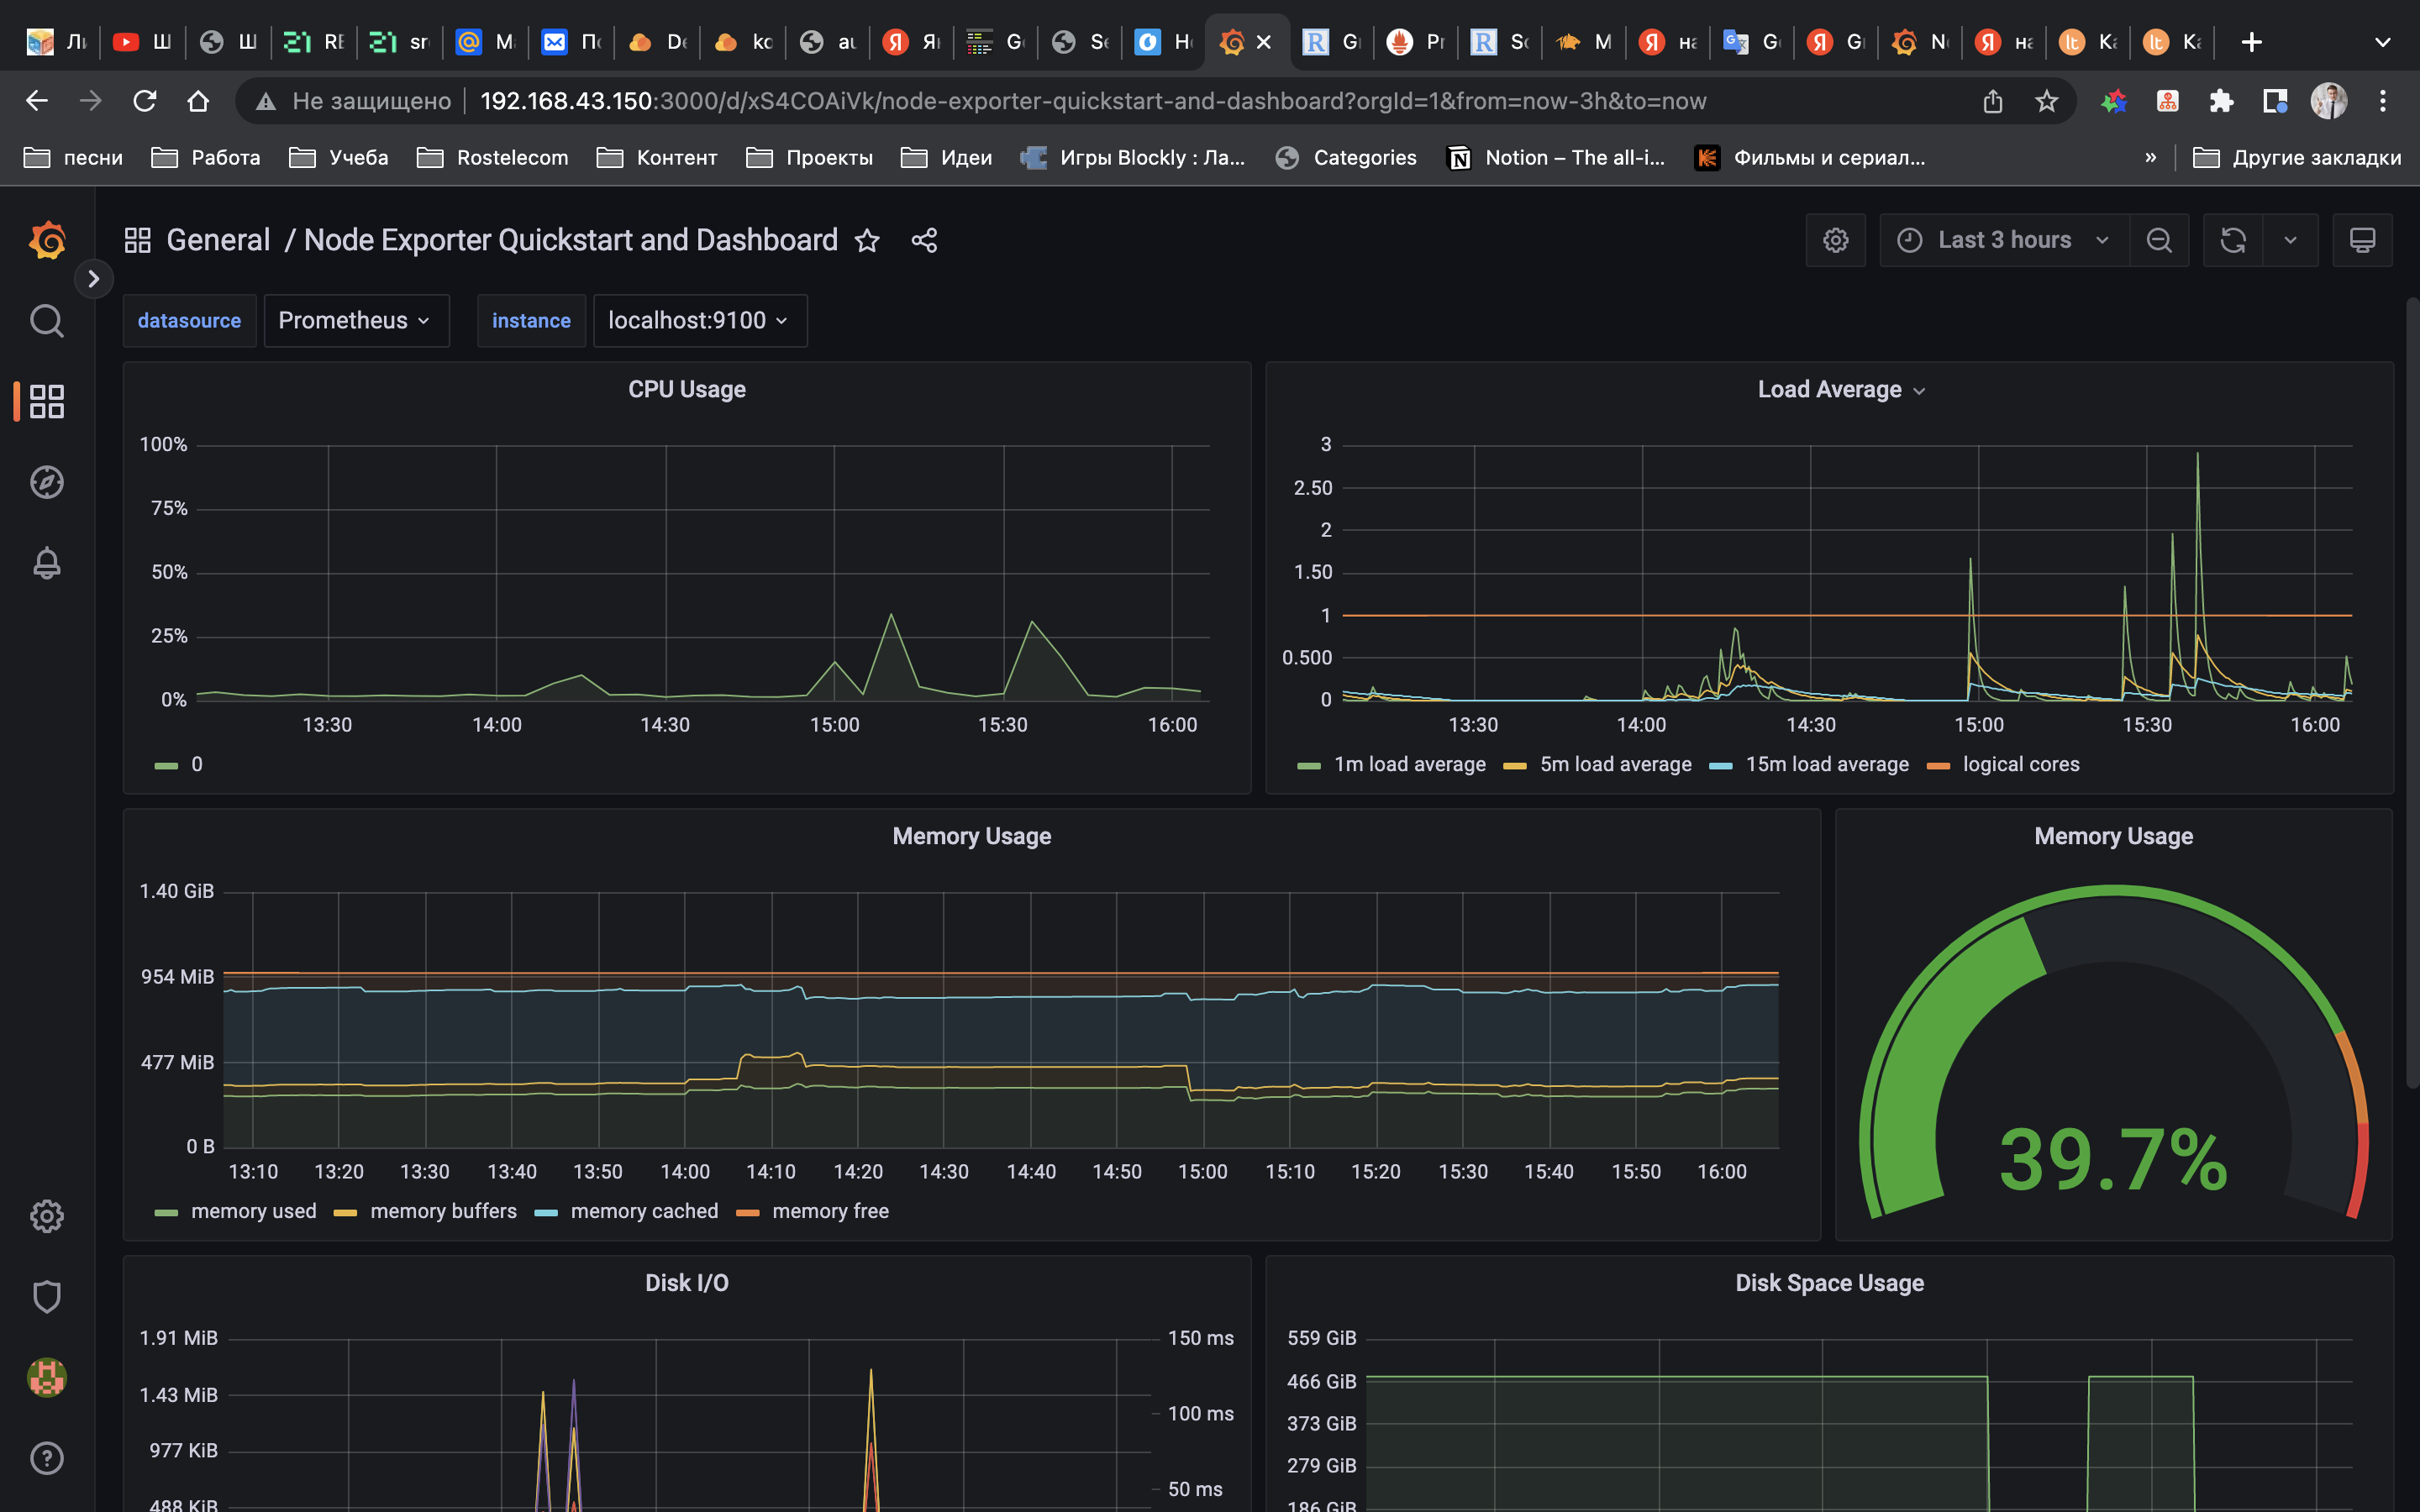 Ли Ш Ш RE sr М По De ko au Ян Go Se Но G Pr So M на Go G No на Ка Ка
Не защищено 192.168.43.150:3000/d/xS4COAiVk/node-exporter-quickstart-and-dashboard?orgId=1&from=now-3h&to=now
песни Работа Учеба Rostelecom Контент Проекты Идеи Игры Blockly : Ла... Categories Notion – The all-i... Фильмы и сериал... » Другие закладки
General / Node Exporter Quickstart and Dashboard Last 3 hours
datasource Prometheus instance localhost:9100
CPU Usage
100%
75%
50%
25%
0%
13:30 14:00 14:30 15:00 15:30 16:00
0
Load Average
3
2.50
2
1.50
1
0.500
0
13:30 14:00 14:30 15:00 15:30 16:00
1m load average 5m load average 15m load average logical cores
Memory Usage
1.40 GiB
954 MiB
477 MiB
0 B
13:10 13:20 13:30 13:40 13:50 14:00 14:10 14:20 14:30 14:40 14:50 15:00 15:10 15:20 15:30 15:40 15:50 16:00
memory used memory buffers memory cached memory free
Memory Usage
39.7%
Disk I/O
1.91 MiB
1.43 MiB
977 KiB
488 KiB
150 ms
100 ms
50 ms
Disk Space Usage
559 GiB
466 GiB
373 GiB
279 GiB
186 GiB